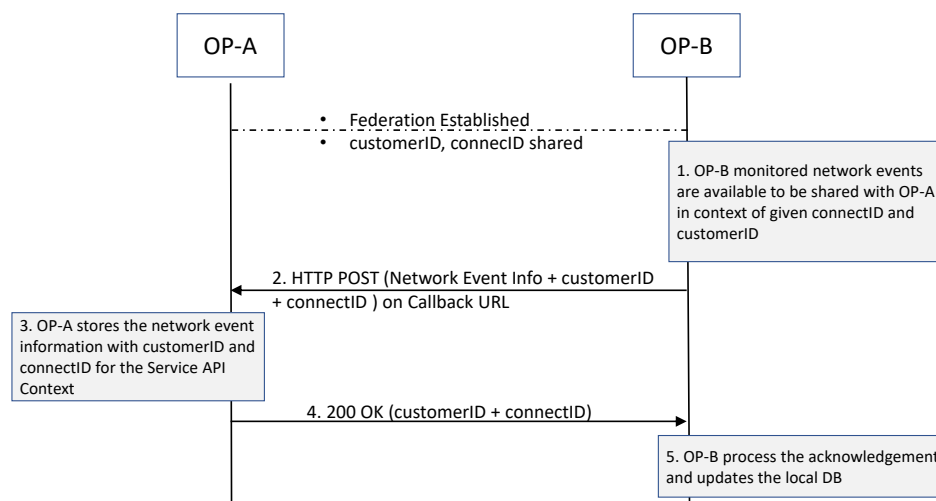 OP-A
OP-B
• Federation Established
• customerID, connecID shared
1. OP-B monitored network events
are available to be shared with OP-A
in context of given connectID and
customerID
2. HTTP POST (Network Event Info + customerID
+ connectID ) on Callback URL
3. OP-A stores the network event
information with customerID and
connectID for the Service API
Context
4. 200 OK (customerID + connectID)
5. OP-B process the acknowledgement
and updates the local DB